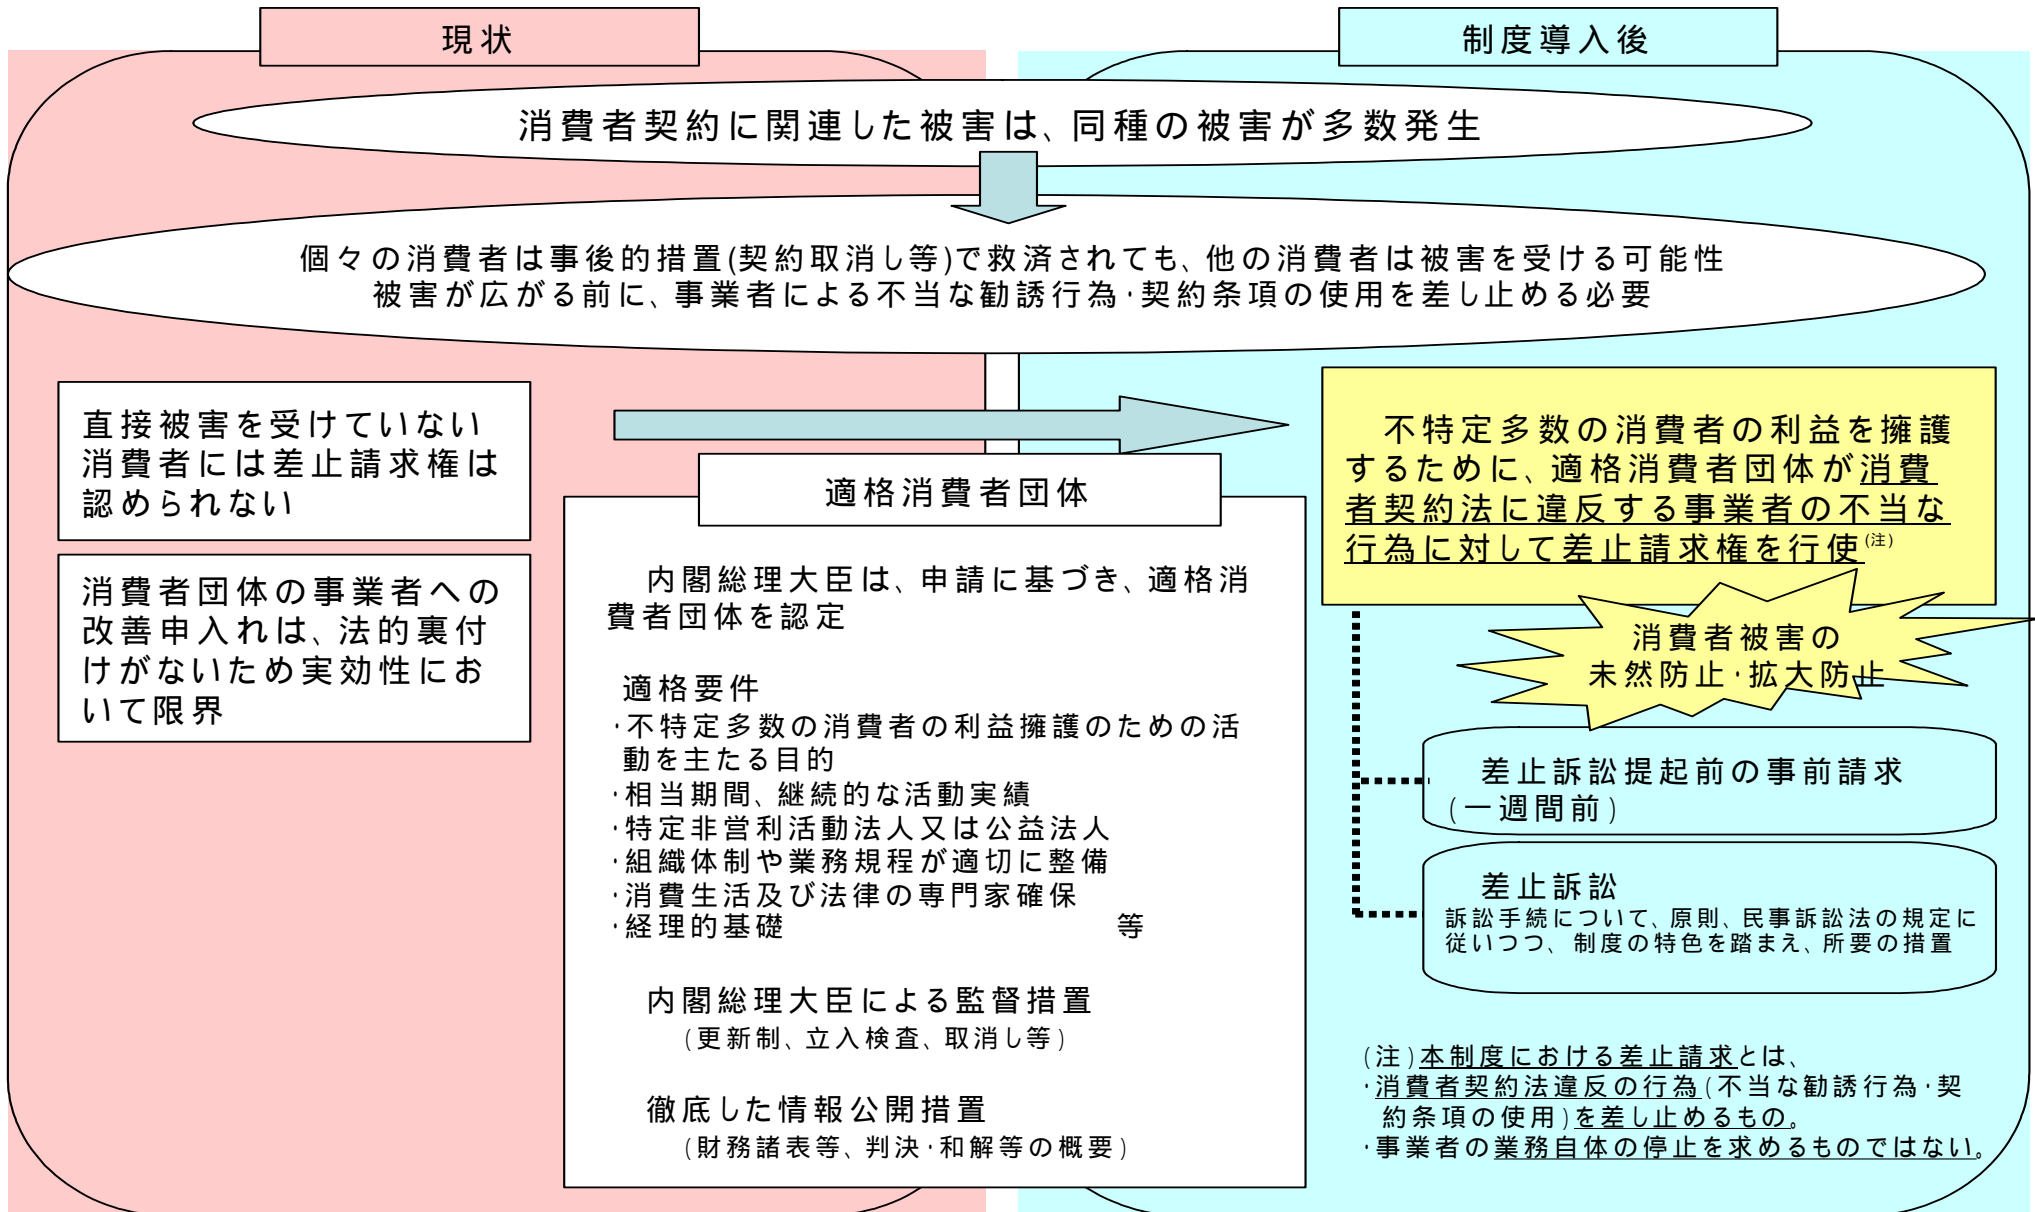 現状
制度導入後
消費者契約に関連した被害は、同種の被害が多数発生
個々の消費者は事後的措置(契約取消し等)で救済されても、他の消費者は被害を受ける可能性
被害が広がる前に、事業者による不当な勧誘行為・契約条項の使用を差し止める必要
直接被害を受けていない
消費者には差止請求権は
認められない
消費者団体の事業者への
改善申入れは、法的裏付
けがないため実効性にお
いて限界
適格消費者団体
内閣総理大臣は、申請に基づき、適格消
費者団体を認定
適格要件
・不特定多数の消費者の利益擁護のための活
動を主たる目的
・相当期間、継続的な活動実績
・特定非営利活動法人又は公益法人
・組織体制や業務規程が適切に整備
・消費生活及び法律の専門家確保
・経理的基礎 等
内閣総理大臣による監督措置
(更新制、立入検査、取消し等)
徹底した情報公開措置
(財務諸表等、判決・和解等の概要)
不特定多数の消費者の利益を擁護
するために、適格消費者団体が消費
者契約法に違反する事業者の不当な
行為に対して差止請求権を行使(注)
消費者被害の
未然防止・拡大防止
差止訴訟提起前の事前請求
(一週間前)
差止訴訟
訴訟手続について、原則、民事訴訟法の規定に
従いつつ、制度の特色を踏まえ、所要の措置
(注)本制度における差止請求とは、
・消費者契約法違反の行為(不当な勧誘行為・契
約条項の使用)を差し止めるもの。
・事業者の業務自体の停止を求めるものではない。